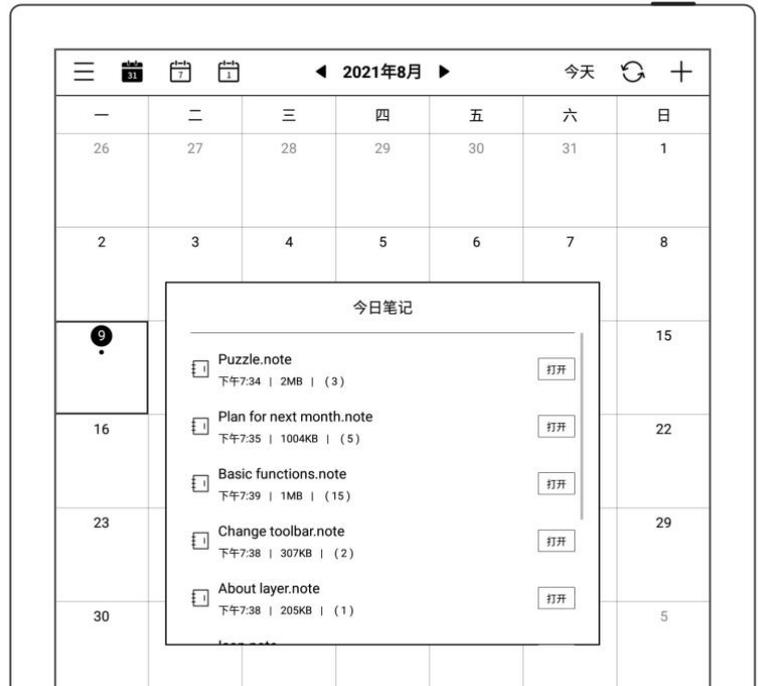 31 7 1 2021年8月 今天
一 二 三 四 五 六 日
26 27 28 29 30 31 1
2 3 4 5 6 7 8
今日笔记
9 15
Puzzle.note
下午7:34 | 2MB | (3)
打开
Plan for next month.note
下午7:35 | 1004KB | (5)
打开
16 22
Basic functions.note
下午7:39 | 1MB | (15)
打开
23 29
Change toolbar.note
下午7:38 | 307KB | (2)
打开
About layer.note
下午7:38 | 205KB | (1)
打开
30 5